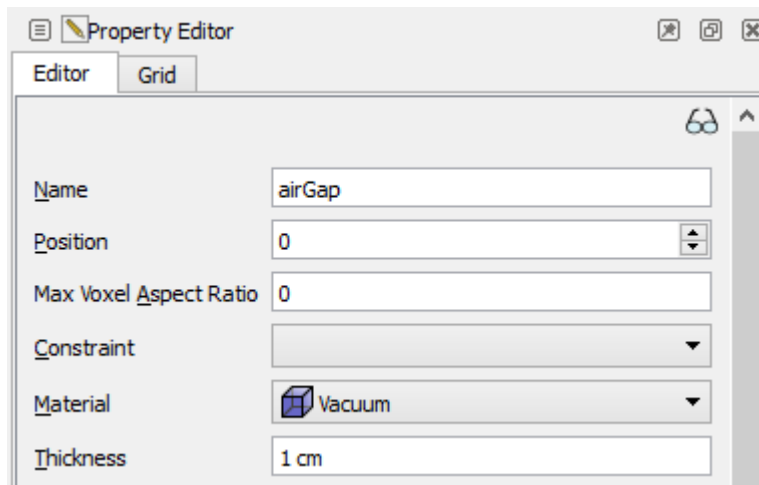 Property Editor
Editor Grid
Name airGap
Position 0
Max Voxel Aspect Ratio 0
Constraint
Material Vacuum
Thickness 1 cm